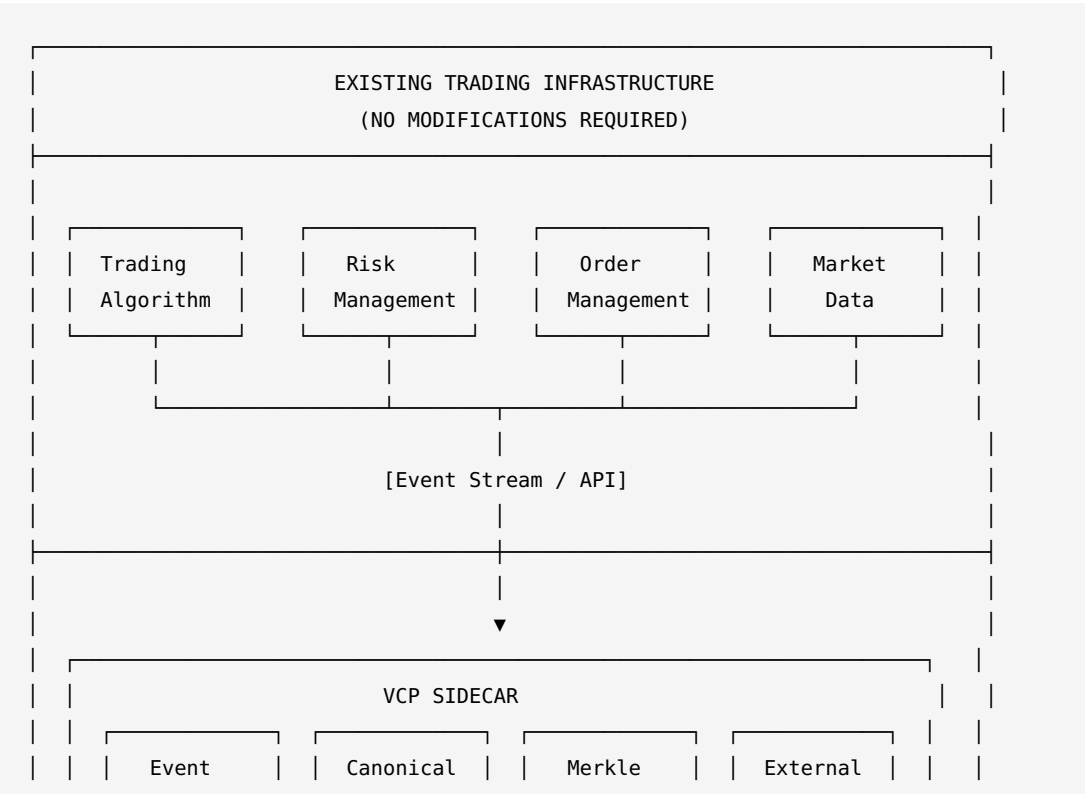 EXISTING TRADING INFRASTRUCTURE
(NO MODIFICATIONS REQUIRED)
Trading Risk Order Market
Algorithm Management Management Data
[Event Stream / API]
VCP SIDECAR
Event Canonical Merkle External